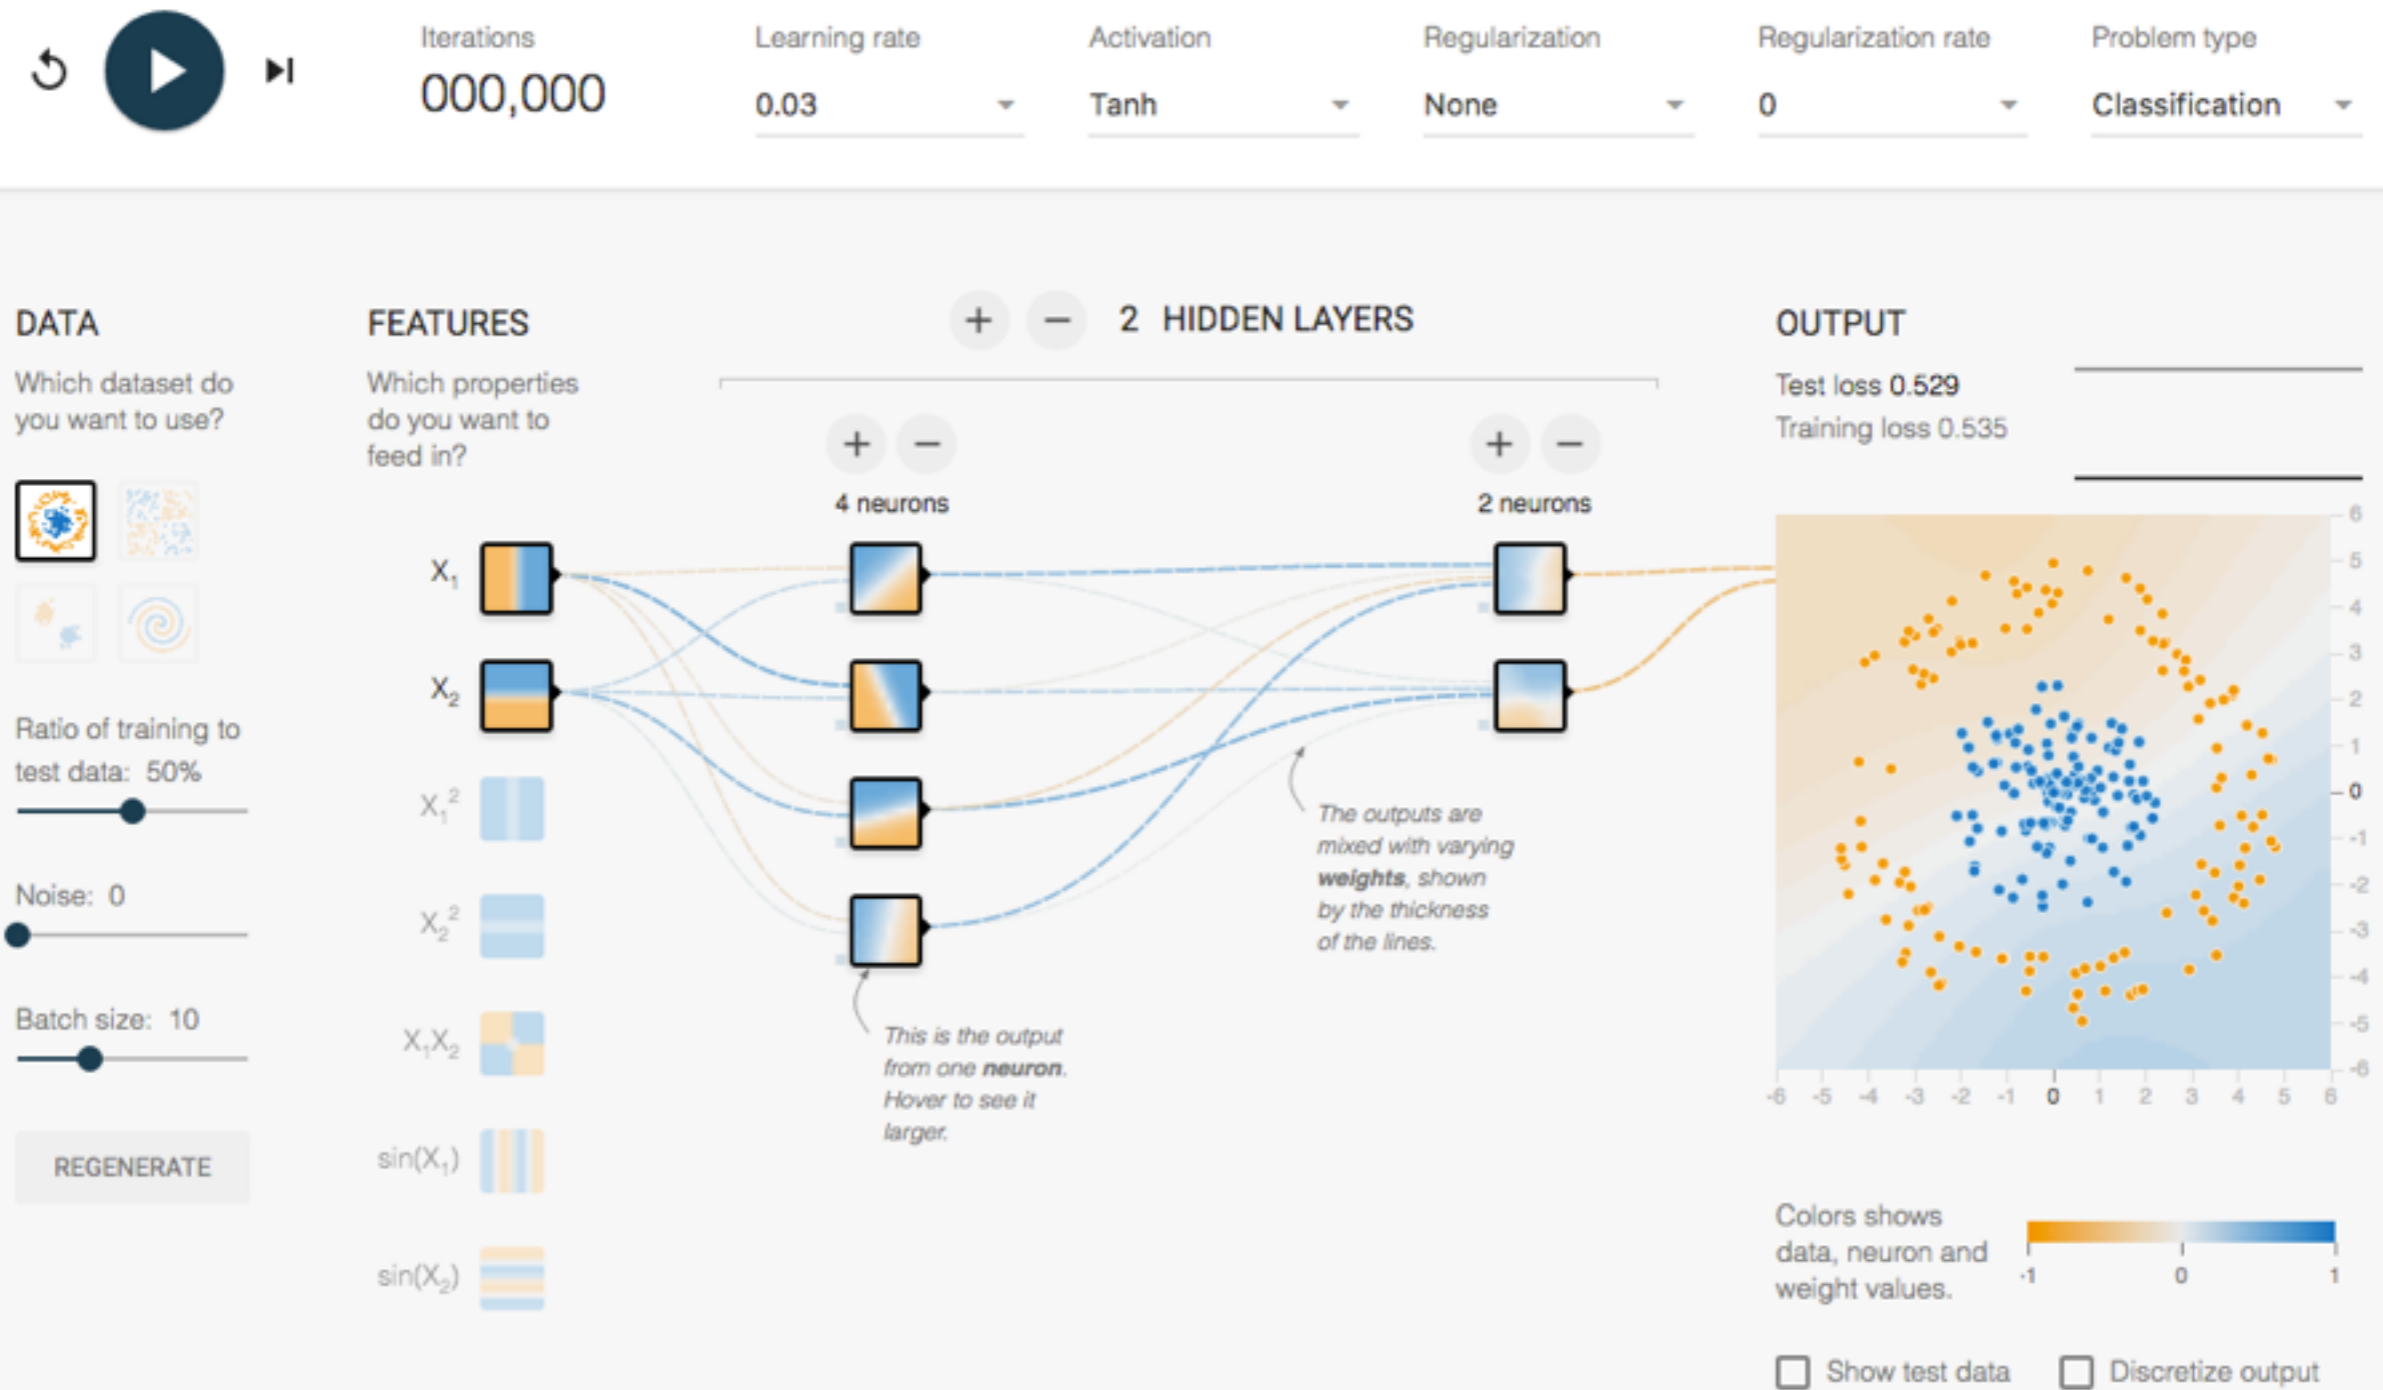 Iterations
000,000
Learning rate
0.03
Activation
Tanh
Regularization
None
Regularization rate
0
Problem type
Classification
DATA
Which dataset do
you want to use?
Ratio of training to
test data: 50%
Noise: 0
Batch size: 10
REGENERATE
FEATURES
Which properties
do you want to
feed in?
X₁
X₂
X₁²
X₂²
X₁X₂
sin(X₁)
sin(X₂)
+ − 2 HIDDEN LAYERS
+ −
4 neurons
+ −
2 neurons
This is the output
from one neuron.
Hover to see it
larger.
The outputs are
mixed with varying
weights, shown
by the thickness
of the lines.
OUTPUT
Test loss 0.529
Training loss 0.535
6
5
4
3
2
1
0
-1
-2
-3
-4
-5
-6
-6 -5 -4 -3 -2 -1 0 1 2 3 4 5 6
Colors shows
data, neuron and
weight values.
-1 0 1
Show test data
Discretize output